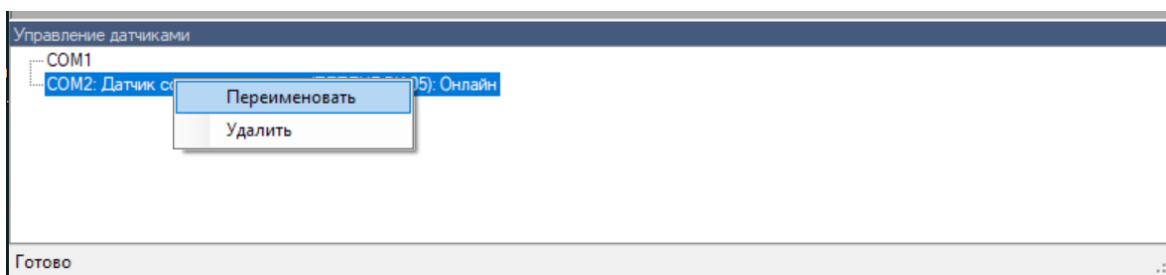 Управление датчиками
COM1
COM2: Датчик 05): Онлайн
Переименовать
Удалить
Готово